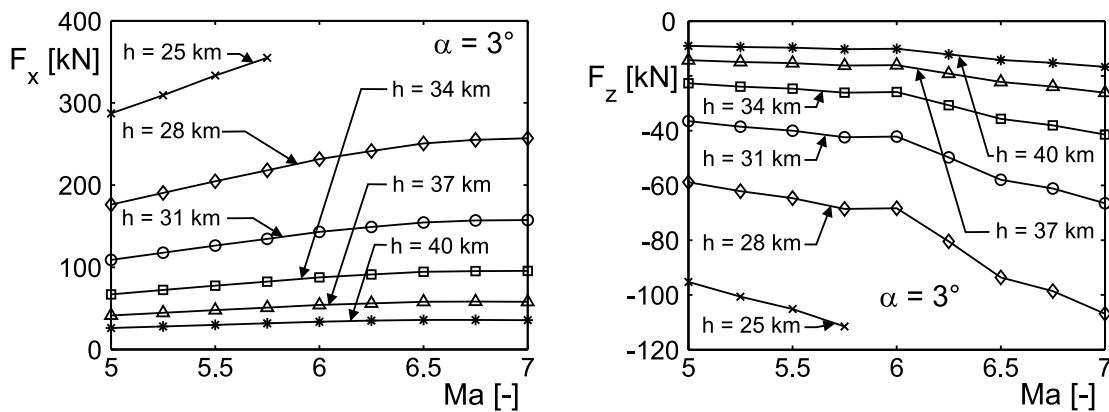 400
F_x [kN]
300
200
100
0
h = 25 km
α = 3°
h = 34 km
h = 28 km
h = 37 km
h = 31 km
h = 40 km
5 5.5 6 6.5 7
Ma [-]
0
F_z [kN]
-40
-60
-80
-100
-120
h = 34 km
h = 31 km
h = 40 km
h = 28 km
h = 37 km
α = 3°
h = 25 km
5 5.5 6 6.5 7
Ma [-]